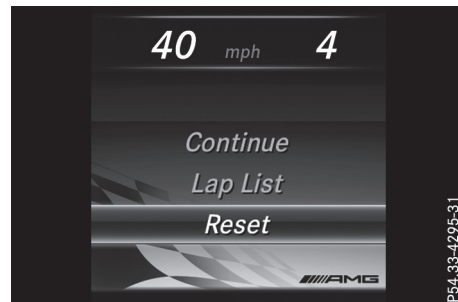 40 mph 4
Continue
Lap List
Reset
AMG
P54.33-4295-31